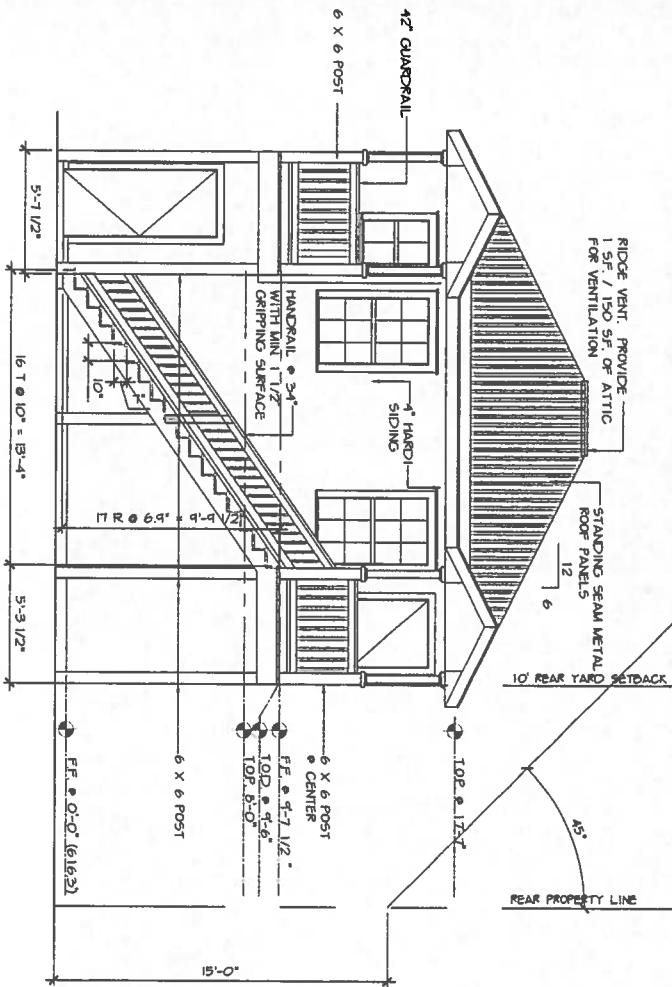 RIDGE VENT. PROVIDE
1 S.F. / 150 S.F. OF ATTIC
FOR VENTILATION
STANDING SEAM METAL
ROOF PANELS
12
6
42" GUARDRAIL
6 X 6 POST
4" HARDI
SIDING
HANDRAIL @ 34"
WITH MIN. 1 1/2"
GRIPPING SURFACE
10"
7"
17 R @ 6.9" = 9'-9 1/2"
5'-7 1/2"
16 T @ 10" = 13'-4"
5'-3 1/2"
10' REAR YARD SETBACK
45°
REAR PROPERTY LINE
T.O.P. @ 17'-7"
6 X 6 POST
@ CENTER
F.F. @ 9'-7 1/2"
T.O.D. @ 9'-6"
T.O.P. 8'-0"
6 X 6 POST
F.F. @ 0'-0" (616.3')
15'-0"